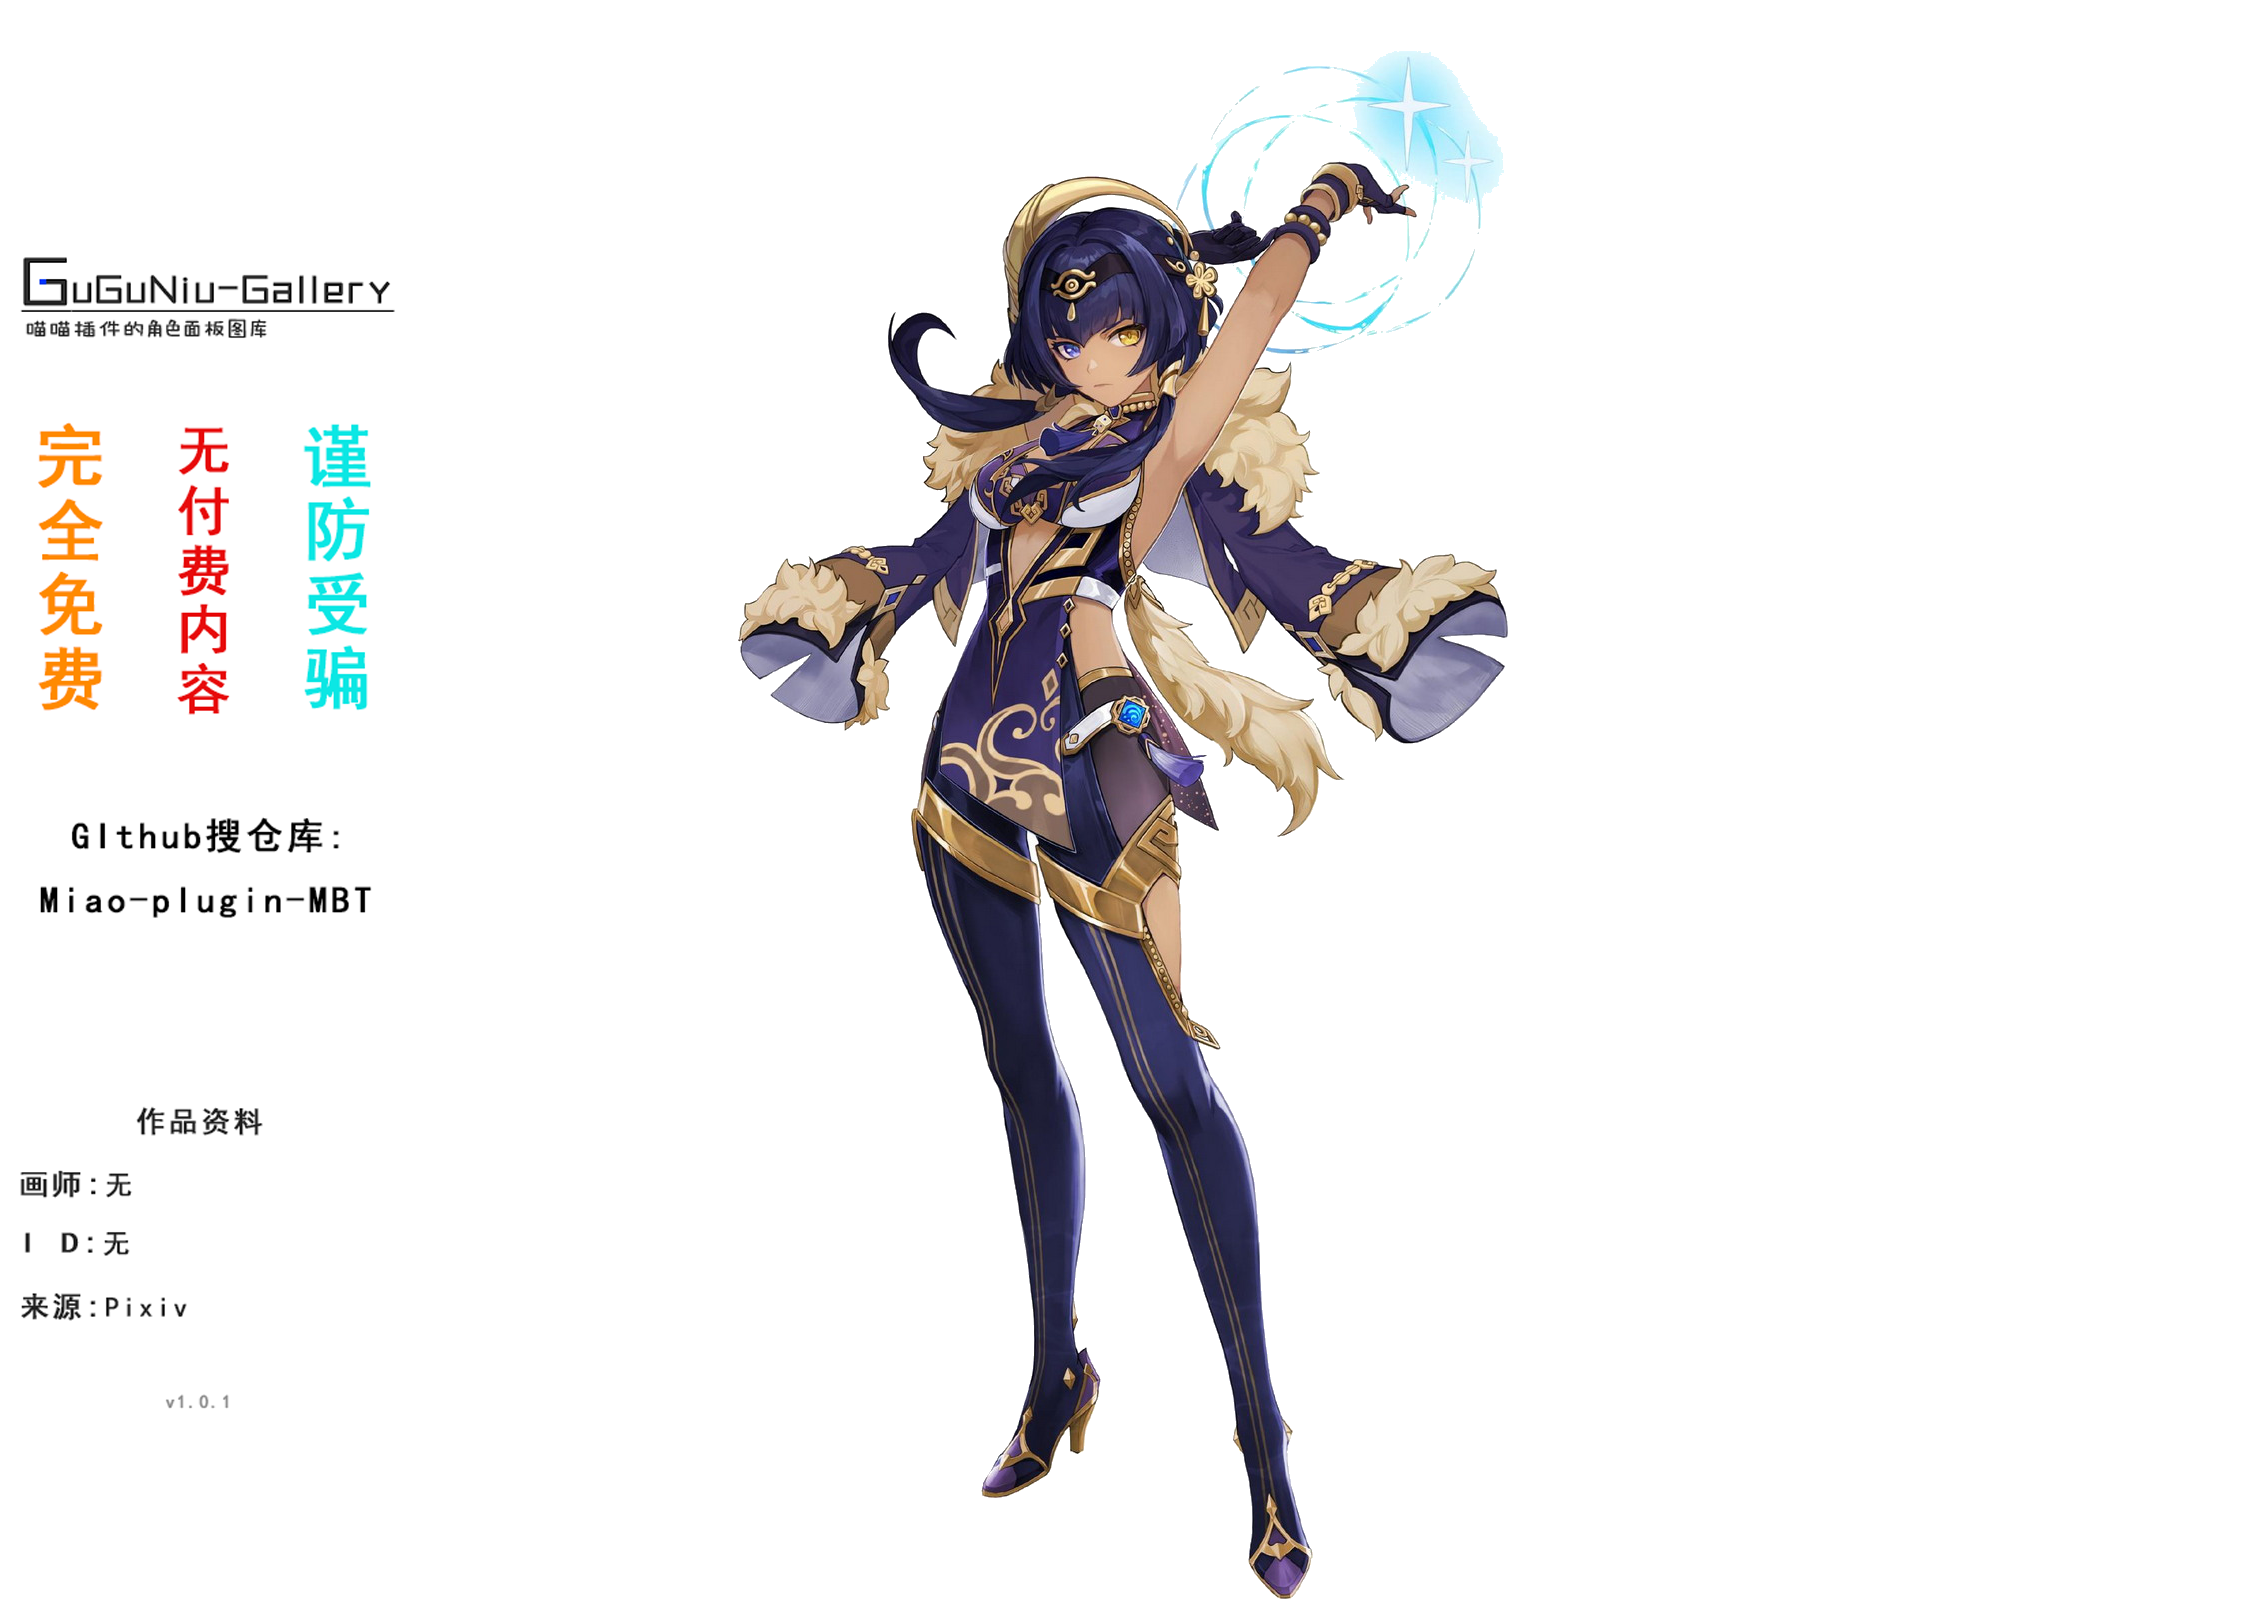 GuGuNiu-Gallery
喵喵插件的角色面板图库
完全免费
无付费内容
谨防受骗
GIthub搜仓库:
Miao-plugin-MBT
作品资料
画师:无
I D:无
来源:Pixiv
v1.0.1